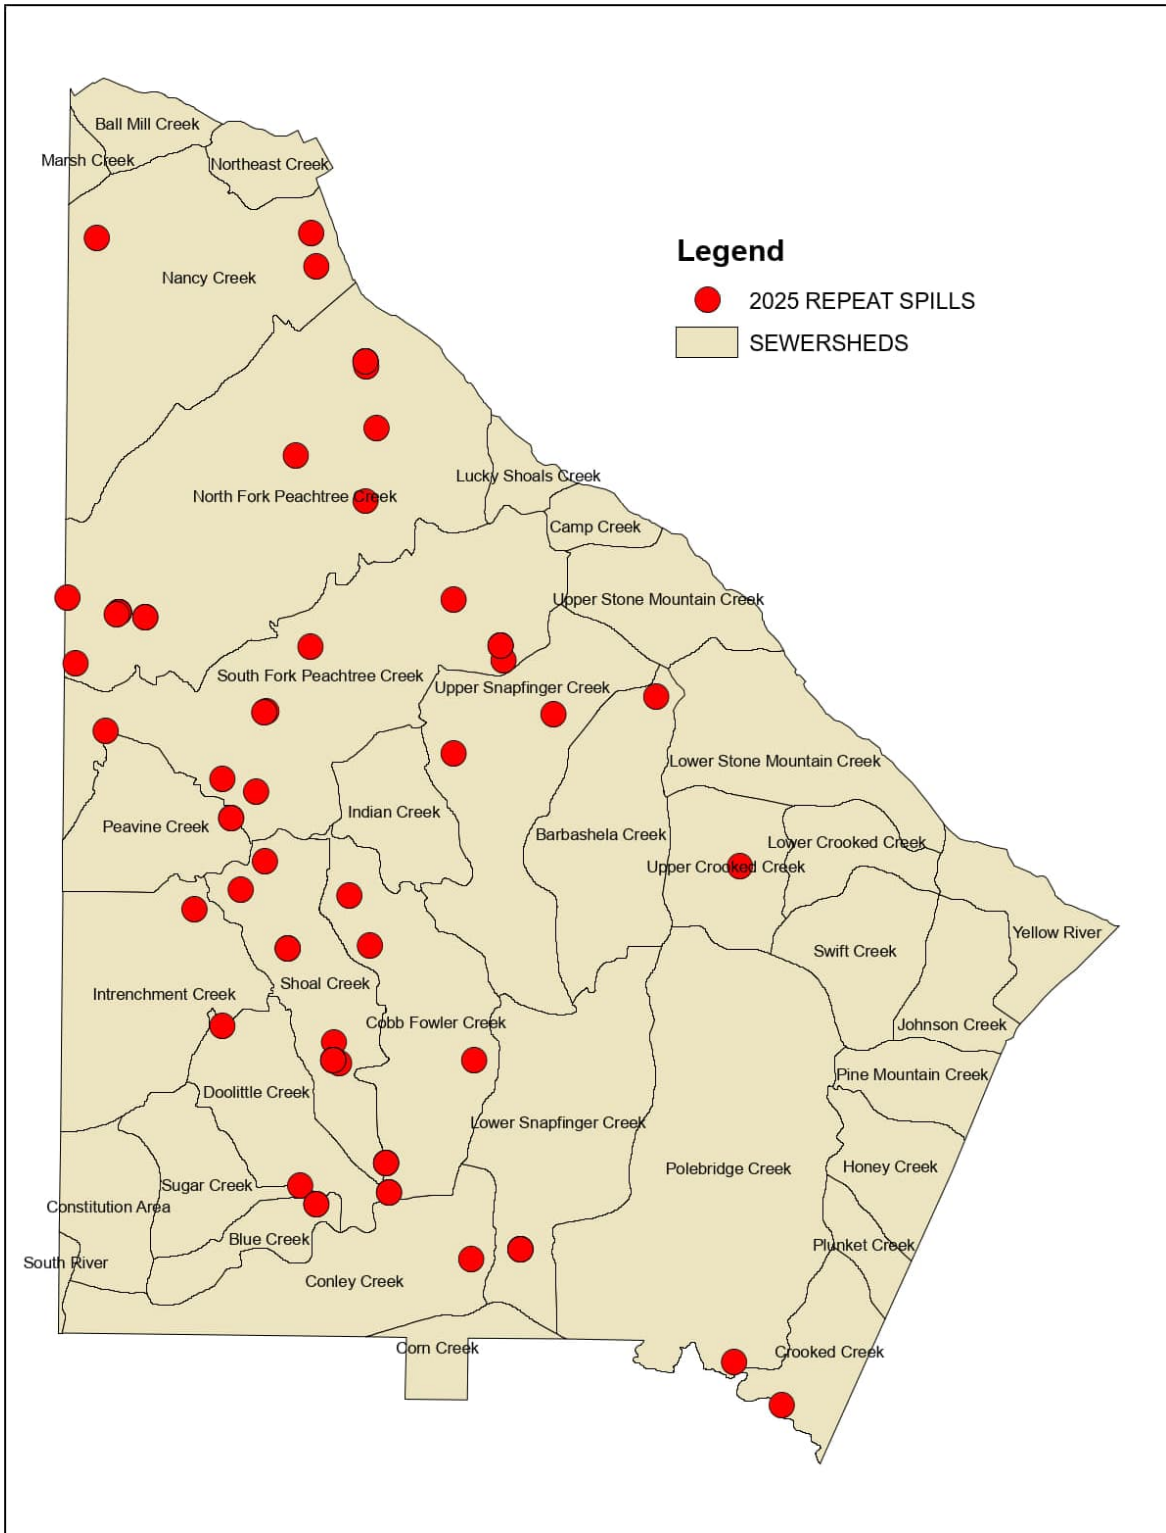 Ball Mill Creek
Marsh Creek
Northeast Creek
Legend
Nancy Creek
2025 REPEAT SPILLS
SEWERSHEDS
Lucky Shoals Creek
North Fork Peachtree Creek
Camp Creek
Upper Stone Mountain Creek
South Fork Peachtree Creek
Upper Snapfinger Creek
Lower Stone Mountain Creek
Indian Creek
Peavine Creek
Barbashela Creek
Lower Crooked Creek
Upper Crooked Creek
Yellow River
Swift Creek
Shoal Creek
Intrenchment Creek
Cobb Fowler Creek
Johnson Creek
Pine Mountain Creek
Doolittle Creek
Lower Snapfinger Creek
Polebridge Creek
Honey Creek
Sugar Creek
Constitution Area
Blue Creek
Plunket Creek
South River
Conley Creek
Corn Creek
Crooked Creek